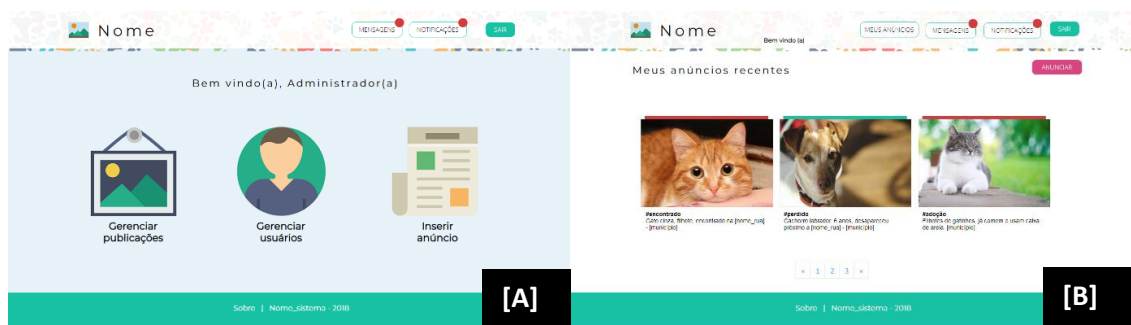 Nome
MENSAGENS
NOTIFICAÇÕES
SAIR
Bem vindo(a), Administrador(a)
Gerenciar
publicações
Gerenciar
usuários
Inserir
anúncio
Sobre | Nome_sistema - 2018
[A]
Nome
Bem vindo (a)
MEUS ANÚNCIOS
MENSAGENS
NOTIFICAÇÕES
SAIR
Meus anúncios recentes
ANUNCIAR
#encontrado
Gato cinza, filhote, encontrado na [nome_rua]
- [município]
#perdido
Cachorro labrador, 6 anos, desapareceu
próximo a [nome_rua] - [município]
#adoção
Filhotes de gatinhos, já comem e usam caixa
de areia. [município]
« 1 2 3 »
Sobre | Nome_sistema - 2018
[B]